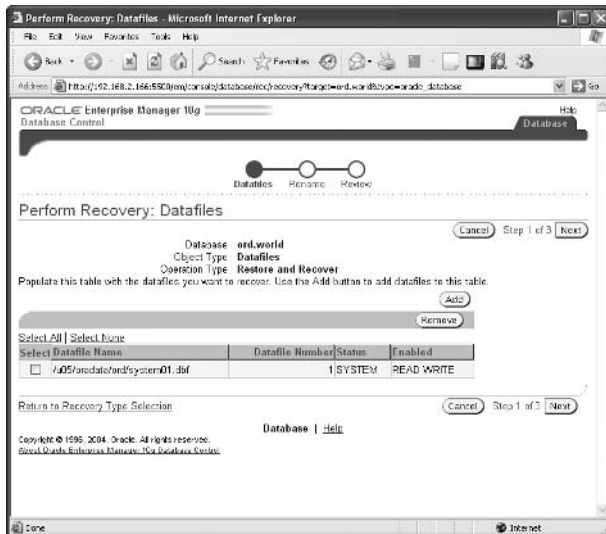 Perform Recovery: Datafiles - Microsoft Internet Explorer
File Edit View Favorites Tools Help
Back Search Favorites
Address http://192.168.2.166:5500/em/console/database/rec/recovery?target=ord.world&type=oracle_database Go
ORACLE Enterprise Manager 10g
Database Control
Help
Database
Datafiles Rename Review
Perform Recovery: Datafiles
Cancel Step 1 of 3 Next
Database ord.world
Object Type Datafiles
Operation Type Restore and Recover
Populate this table with the datafiles you want to recover. Use the Add button to add datafiles to this table.
Add
Remove
Select All | Select None
Select Datafile Name Datafile Number Status Enabled
/u05/oradata/ord/system01.dbf 1 SYSTEM READ WRITE
Return to Recovery Type Selection
Cancel Step 1 of 3 Next
Database | Help
Copyright © 1996, 2004, Oracle. All rights reserved.
About Oracle Enterprise Manager 10g Database Control
Done Internet